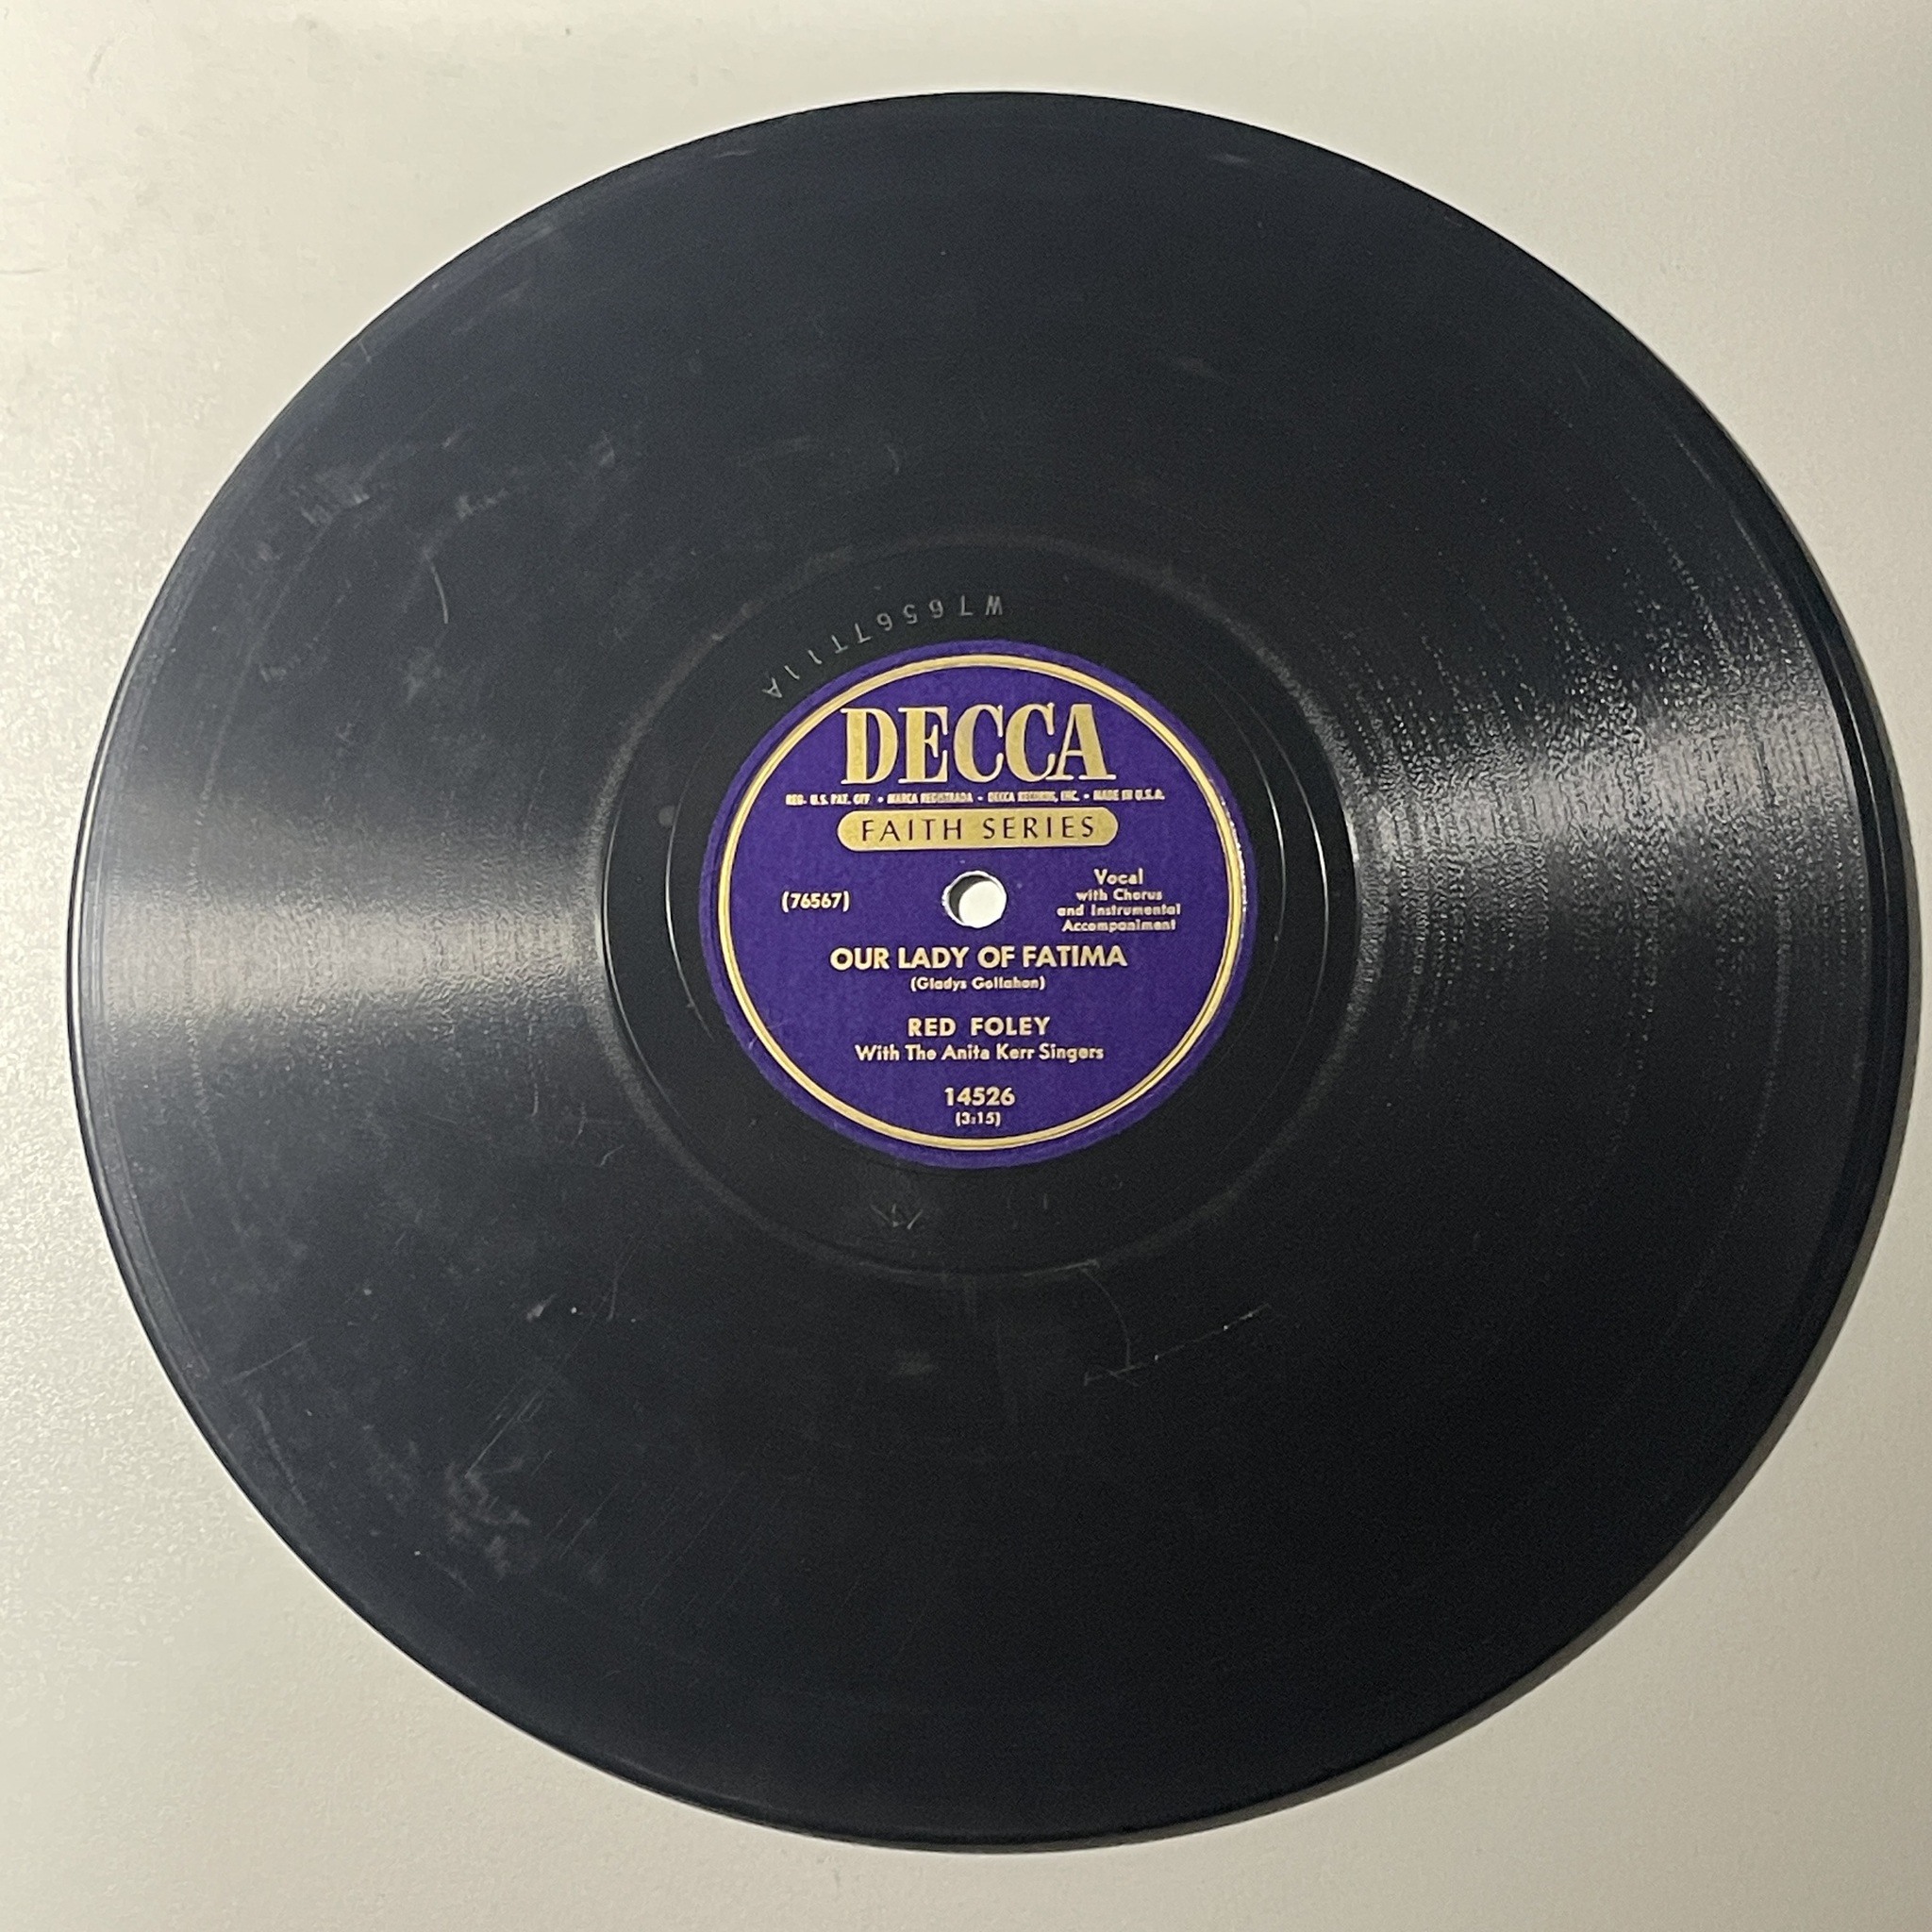 W76567T11A
DECCA
REG. U.S. PAT. OFF. • MARCA REGISTRADA • DECCA RECORDS, INC. • MADE IN U.S.A.
FAITH SERIES
(76567)
Vocal
with Chorus
and Instrumental
Accompaniment
OUR LADY OF FATIMA
(Gladys Gollahon)
RED FOLEY
With The Anita Kerr Singers
14526
(3:15)